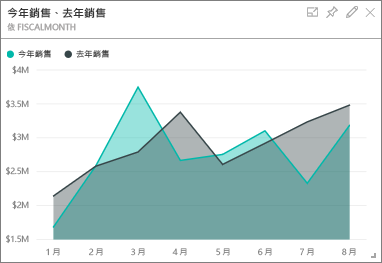 今年銷售、去年銷售
依 FISCALMONTH
今年銷售 去年銷售
$4M
$3.5M
$3M
$2.5M
$2M
$1.5M
1 月 2 月 3 月 4 月 5 月 6 月 7 月 8 月